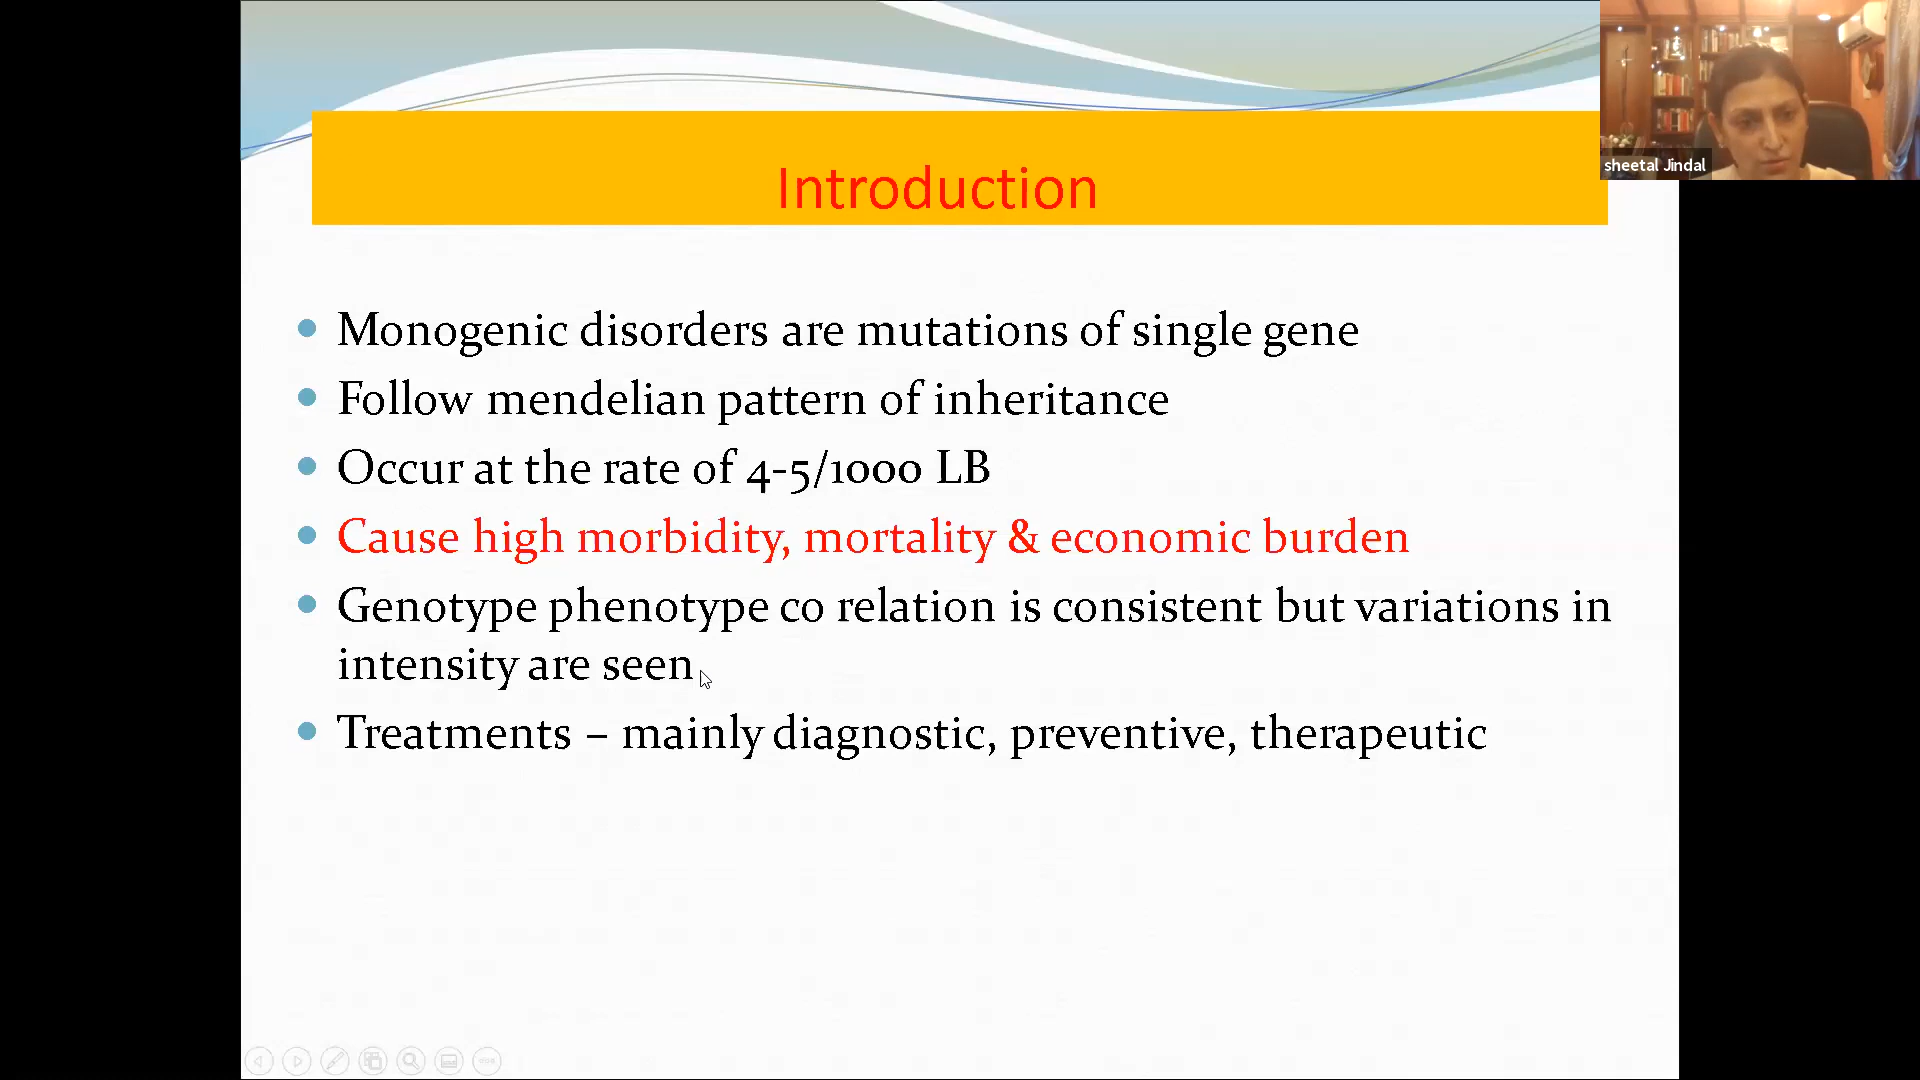 Introduction
sheetal Jindal
• Monogenic disorders are mutations of single gene
• Follow mendelian pattern of inheritance
• Occur at the rate of 4-5/1000 LB
• Cause high morbidity, mortality & economic burden
• Genotype phenotype co relation is consistent but variations in
intensity are seen
• Treatments – mainly diagnostic, preventive, therapeutic